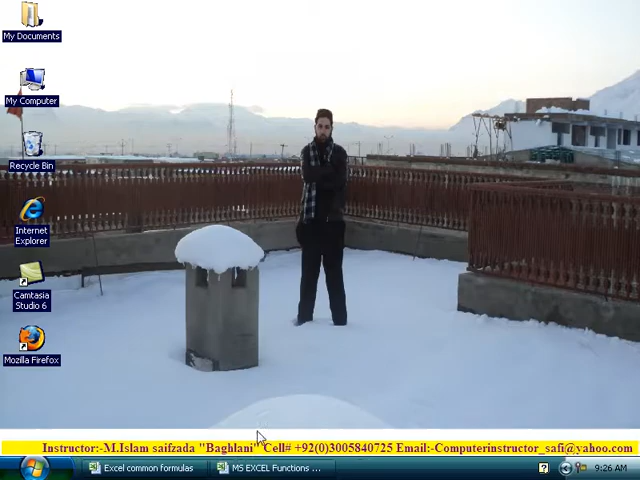 My Documents
My Computer
Recycle Bin
Internet
Explorer
Camtasia
Studio 6
Mozilla Firefox
Instructor:-M.Islam saifzada "Baghlani" Cell# +92(0)3005840725 Email:-Computerinstructor_safi@yahoo.com
Excel common formulas
MS EXCEL Functions ...
9:26 AM